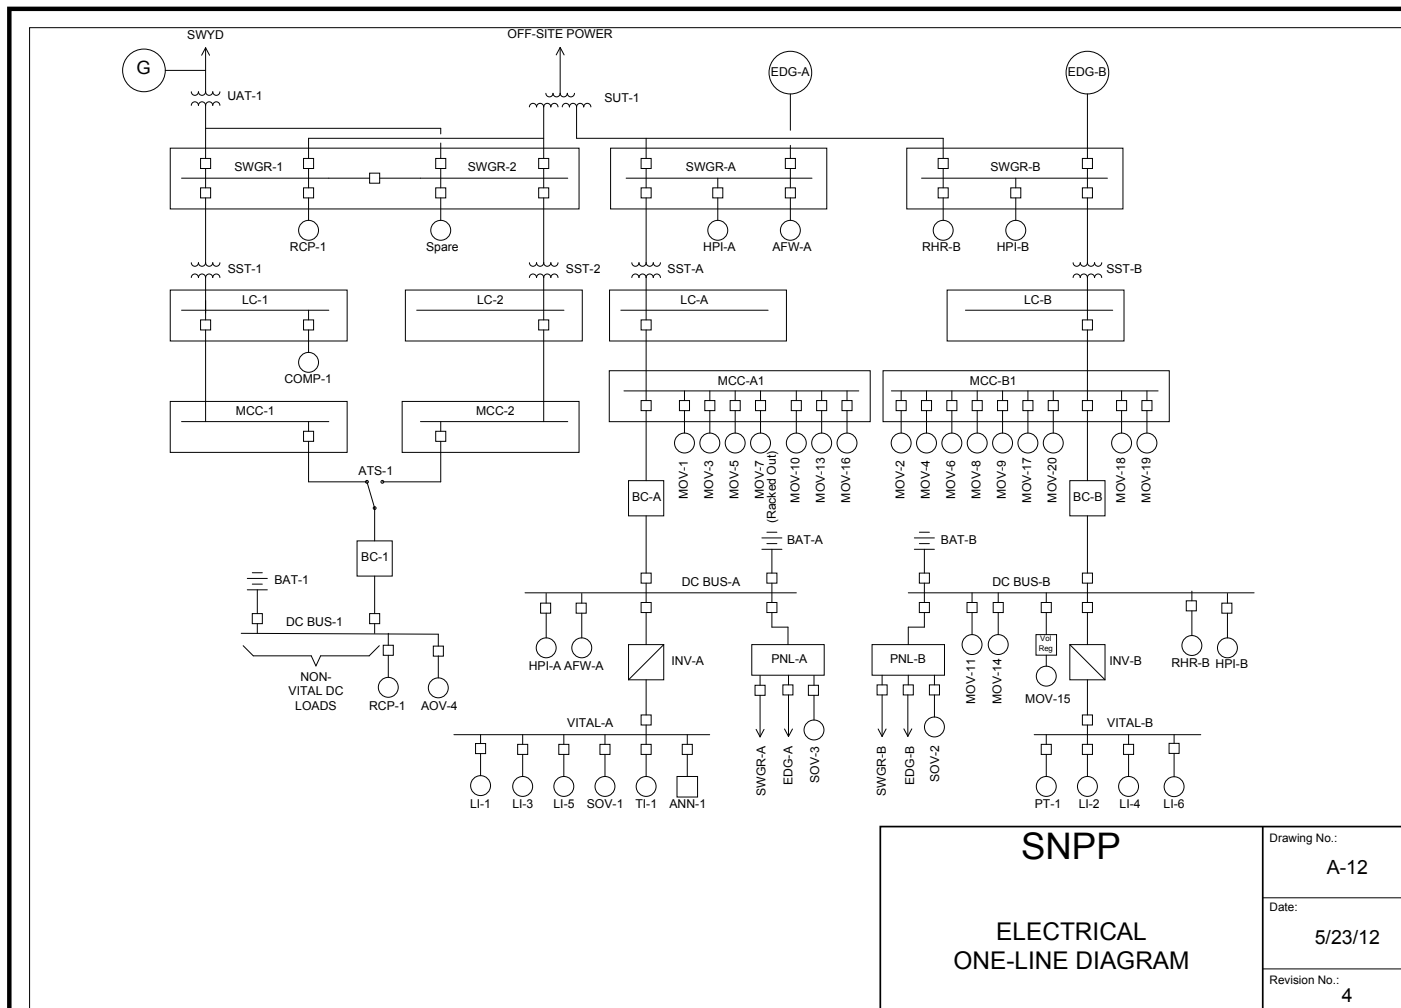 SWYD
OFF-SITE POWER
G
EDG-A
EDG-B
UAT-1
SUT-1
SWGR-1
SWGR-2
SWGR-A
SWGR-B
RCP-1
Spare
HPI-A
AFW-A
RHR-B
HPI-B
SST-1
SST-2
SST-A
SST-B
LC-1
LC-2
LC-A
LC-B
COMP-1
MCC-A1
MCC-B1
MCC-1
MCC-2
MOV-1
MOV-3
MOV-5
MOV-7
(Racked Out)
MOV-10
MOV-13
MOV-16
MOV-2
MOV-4
MOV-6
MOV-8
MOV-9
MOV-17
MOV-20
MOV-18
MOV-19
ATS-1
BC-A
BC-B
BC-1
BAT-A
BAT-B
BAT-1
DC BUS-A
DC BUS-B
DC BUS-1
NON-
VITAL DC
LOADS
RCP-1
AOV-4
HPI-A
AFW-A
INV-A
PNL-A
PNL-B
MOV-11
MOV-14
Vol
Reg
MOV-15
INV-B
RHR-B
HPI-B
VITAL-A
SWGR-A
EDG-A
SOV-3
SWGR-B
EDG-B
SOV-2
VITAL-B
LI-1
LI-3
LI-5
SOV-1
TI-1
ANN-1
PT-1
LI-2
LI-4
LI-6
SNPP
ELECTRICAL
ONE-LINE DIAGRAM
Drawing No.:
A-12
Date:
5/23/12
Revision No.:
4